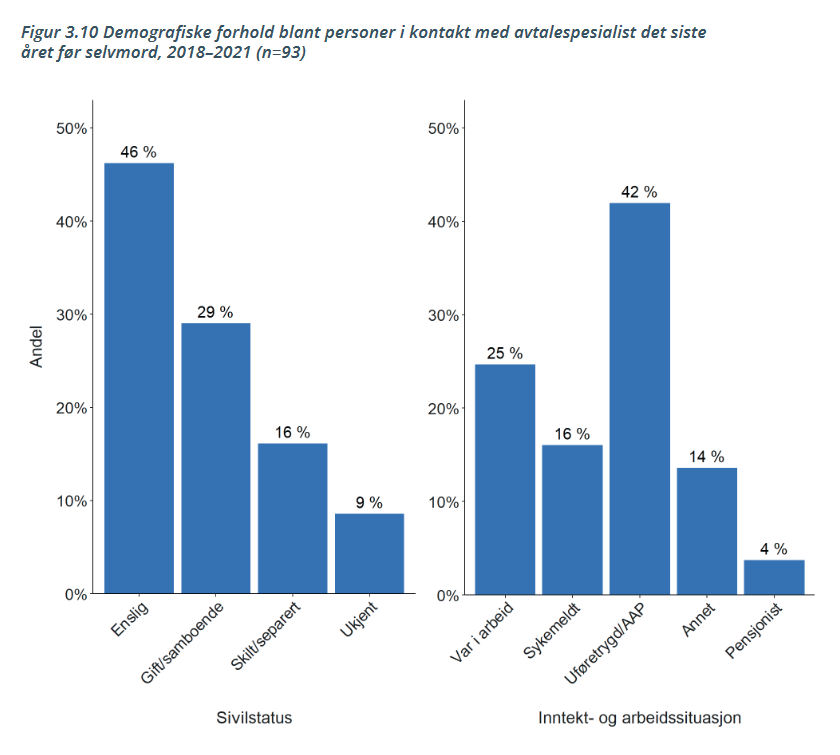 Figur 3.10 Demografiske forhold blant personer i kontakt med avtalespesialist det siste
året før selvmord, 2018–2021 (n=93)
Andel
50%
40%
30%
20%
10%
0%
46 %
29 %
16 %
9 %
Enslig
Gift/samboende
Skilt/separert
Ukjent
Sivilstatus
50%
40%
30%
20%
10%
0%
25 %
16 %
42 %
14 %
4 %
Var i arbeid
Sykemeldt
Uføretrygd/AAP
Annet
Pensjonist
Inntekt- og arbeidssituasjon